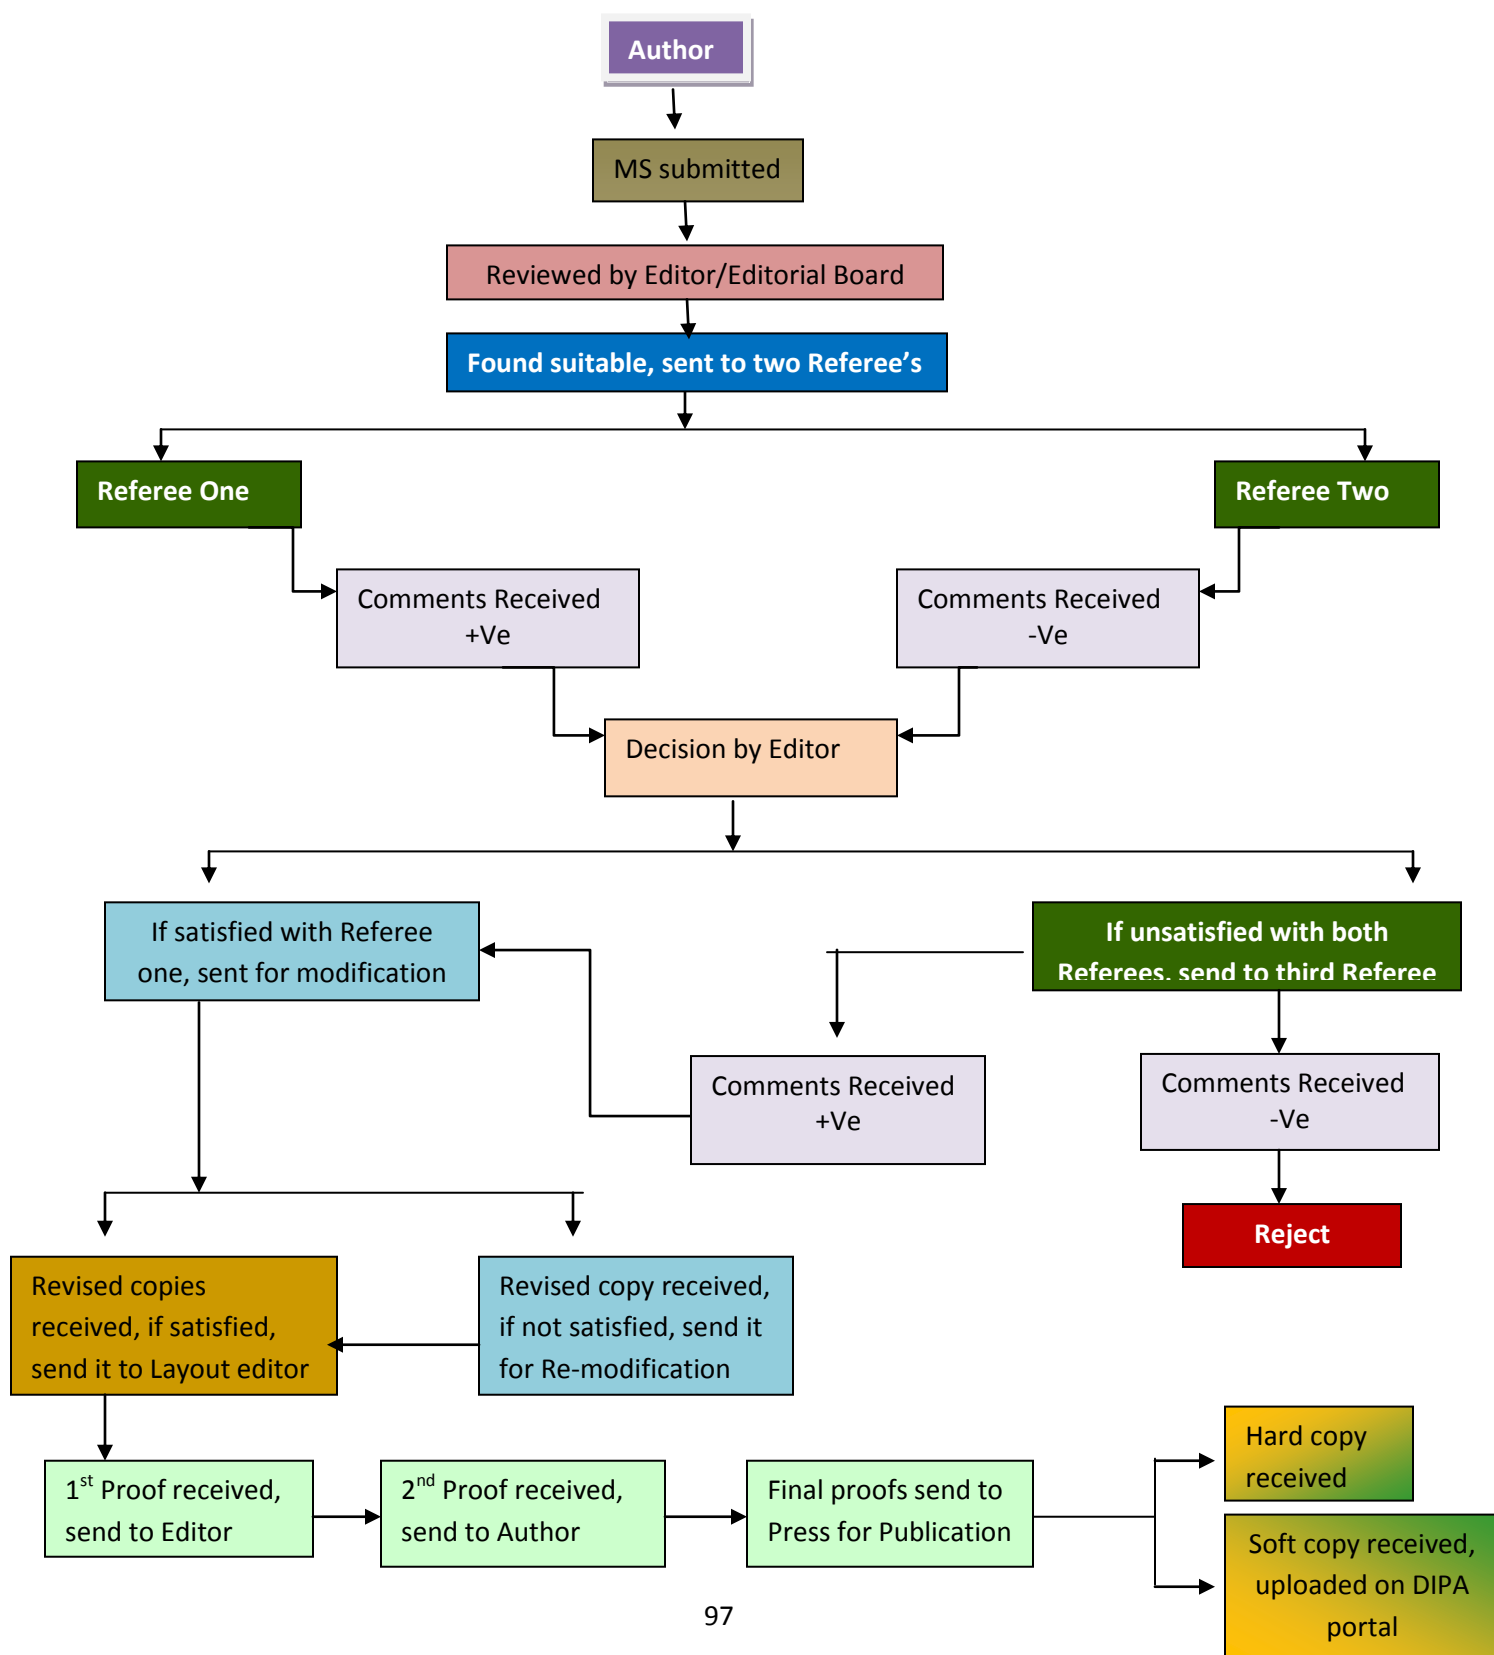 Author
MS submitted
Reviewed by Editor/Editorial Board
Found suitable, sent to two Referee’s
Referee One
Referee Two
Comments Received
+Ve
Comments Received
-Ve
Decision by Editor
If satisfied with Referee
one, sent for modification
If unsatisfied with both
Referees, send to third Referee
Comments Received
+Ve
Comments Received
-Ve
Reject
Revised copies
received, if satisfied,
send it to Layout editor
Revised copy received,
if not satisfied, send it
for Re-modification
1st Proof received,
send to Editor
2nd Proof received,
send to Author
Final proofs send to
Press for Publication
Hard copy
received
Soft copy received,
uploaded on DIPA
portal
97